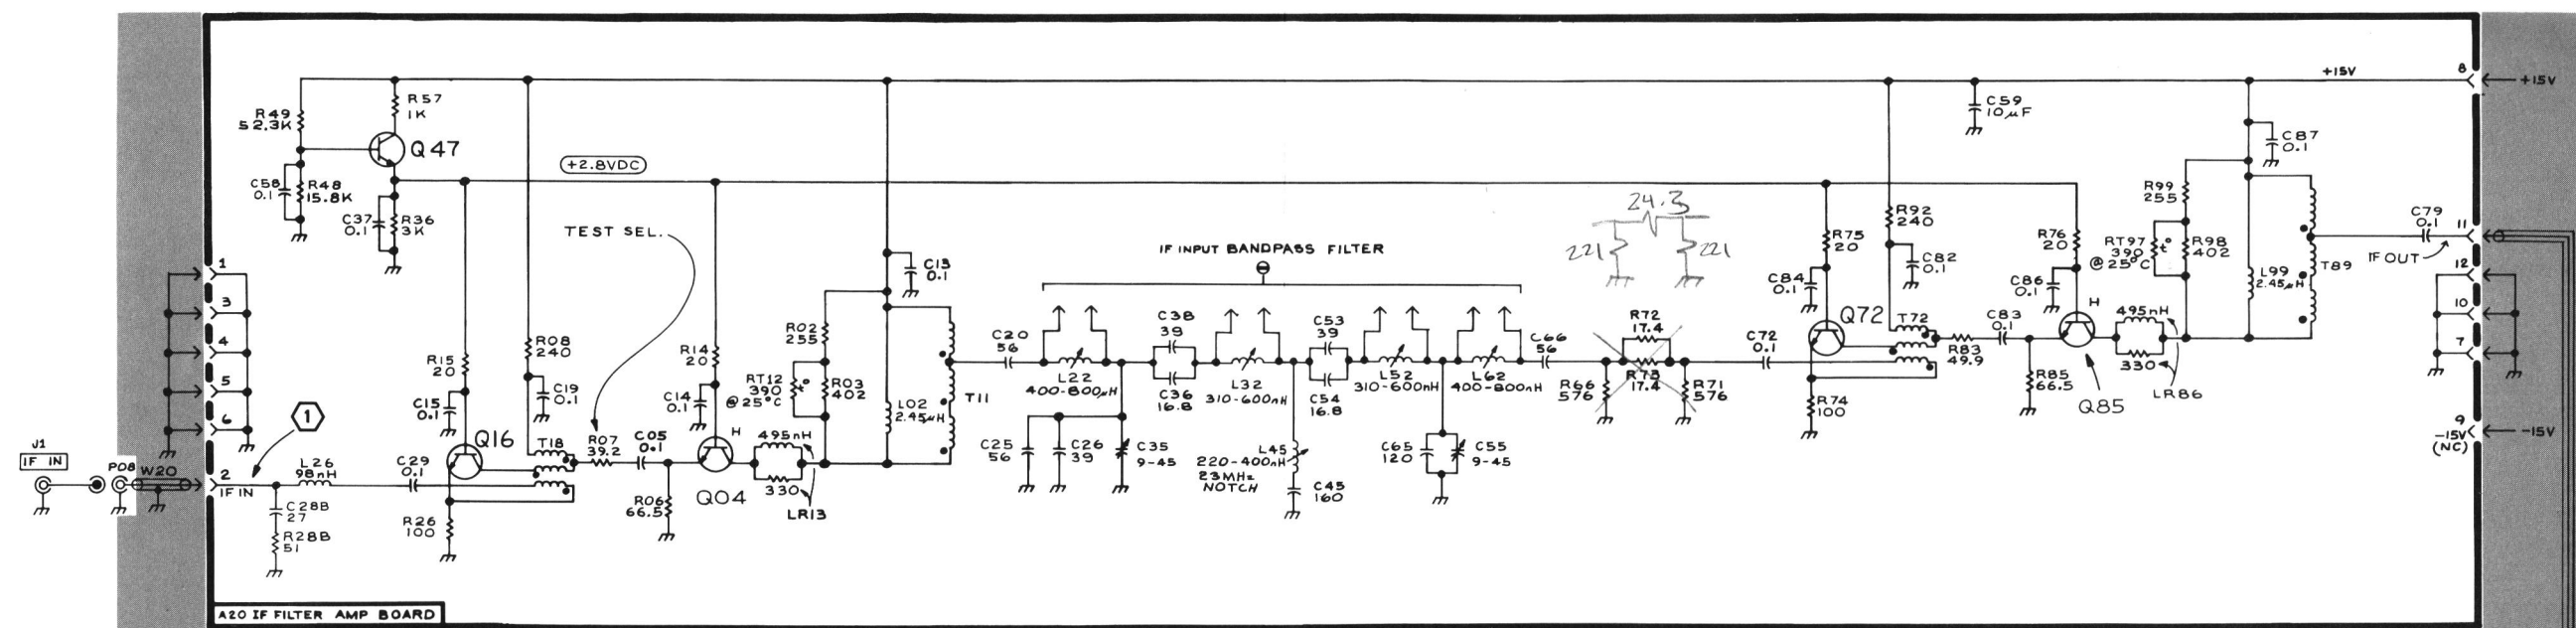 +15V
8
+15V
R57
1K
R49
52.3K
Q47
C59
10µF
C87
0.1
+2.8VDC
C58
0.1
R48
15.8K
C37
0.1
R36
3K
24.3
221
221
R99
255
R92
240
R75
20
R76
20
C79
0.1
11
TEST SEL.
IF INPUT BANDPASS FILTER
RT97
390
@25°C
t°
R98
402
IF OUT
T89
C13
0.1
C82
0.1
C84
0.1
C86
0.1
L99
2.45µH
12
1
3
4
5
6
10
7
C38
39
C53
39
R72
17.4
Q72
T72
C83
0.1
H
495nH
R02
255
R08
240
R15
20
R14
20
C20
56
C66
56
C72
0.1
R83
49.9
330
LR86
L22
400-800µH
L32
310-600nH
L52
310-600nH
L62
400-800nH
R73
17.4
C36
16.8
C54
16.8
R66
576
R71
576
R74
100
R85
66.5
Q85
RT12
390
@25°C
t°
R03
402
L02
2.45µH
T11
C19
0.1
C15
0.1
C14
0.1
1
Q16
T18
R07
39.2
C05
0.1
H
495nH
330
LR13
Q04
R06
66.5
C25
56
C26
39
C35
9-45
L45
220-400nH
23MHz
NOTCH
C45
160
C65
120
C55
9-45
9
-15V
(NC)
-15V
J1
IF IN
P08
W20
2
IF IN
L26
98nH
C29
0.1
C28B
27
R28B
51
R26
100
A20 IF FILTER AMP BOARD